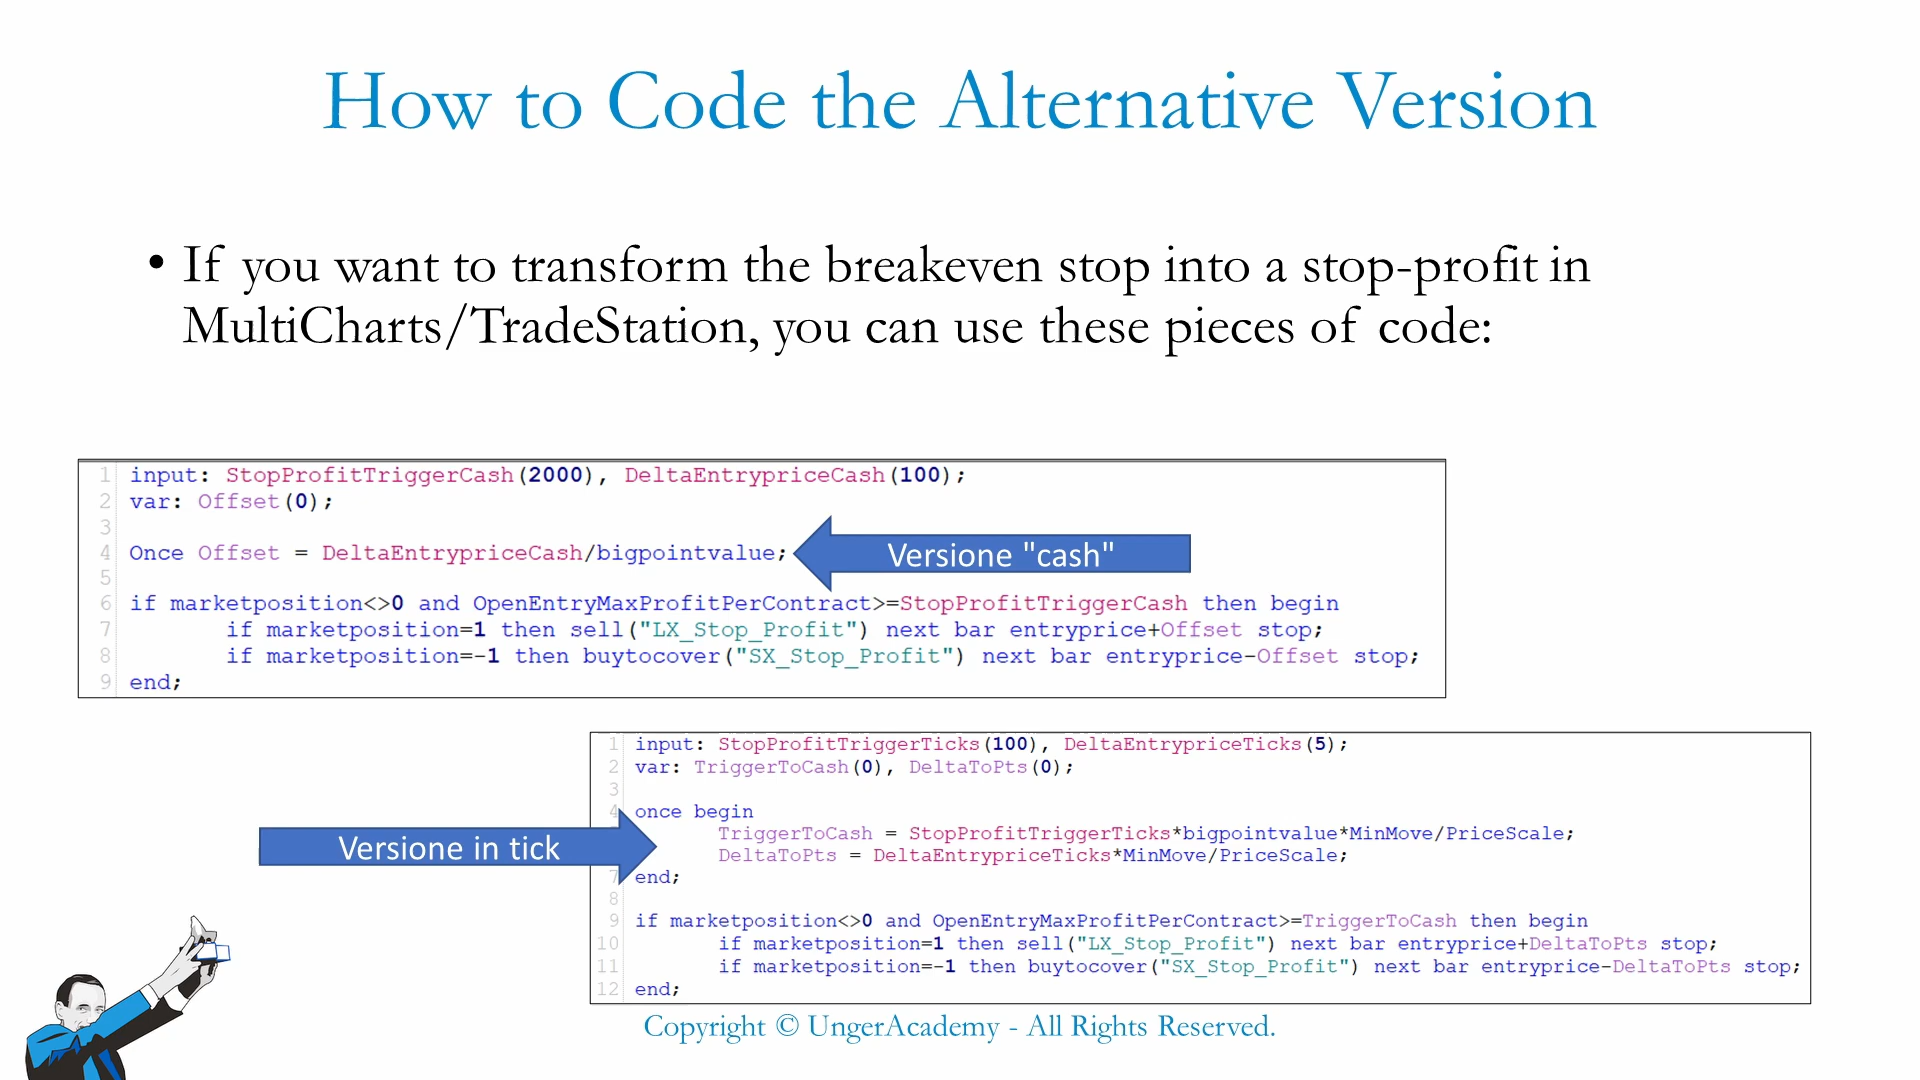 How to Code the Alternative Version
• If you want to transform the breakeven stop into a stop-profit in
MultiCharts/TradeStation, you can use these pieces of code:
1 input: StopProfitTriggerCash(2000), DeltaEntrypriceCash(100);
2 var: Offset(0);
3
4 Once Offset = DeltaEntrypriceCash/bigpointvalue;
Versione "cash"
5
6 if marketposition<>0 and OpenEntryMaxProfitPerContract>=StopProfitTriggerCash then begin
7 if marketposition=1 then sell("LX_Stop_Profit") next bar entryprice+Offset stop;
8 if marketposition=-1 then buytocover("SX_Stop_Profit") next bar entryprice-Offset stop;
9 end;
1 input: StopProfitTriggerTicks(100), DeltaEntrypriceTicks(5);
2 var: TriggerToCash(0), DeltaToPts(0);
3
4 once begin
TriggerToCash = StopProfitTriggerTicks*bigpointvalue*MinMove/PriceScale;
Versione in tick
DeltaToPts = DeltaEntrypriceTicks*MinMove/PriceScale;
7 end;
8
9 if marketposition<>0 and OpenEntryMaxProfitPerContract>=TriggerToCash then begin
10 if marketposition=1 then sell("LX_Stop_Profit") next bar entryprice+DeltaToPts stop;
11 if marketposition=-1 then buytocover("SX_Stop_Profit") next bar entryprice-DeltaToPts stop;
12 end;
Copyright © UngerAcademy - All Rights Reserved.